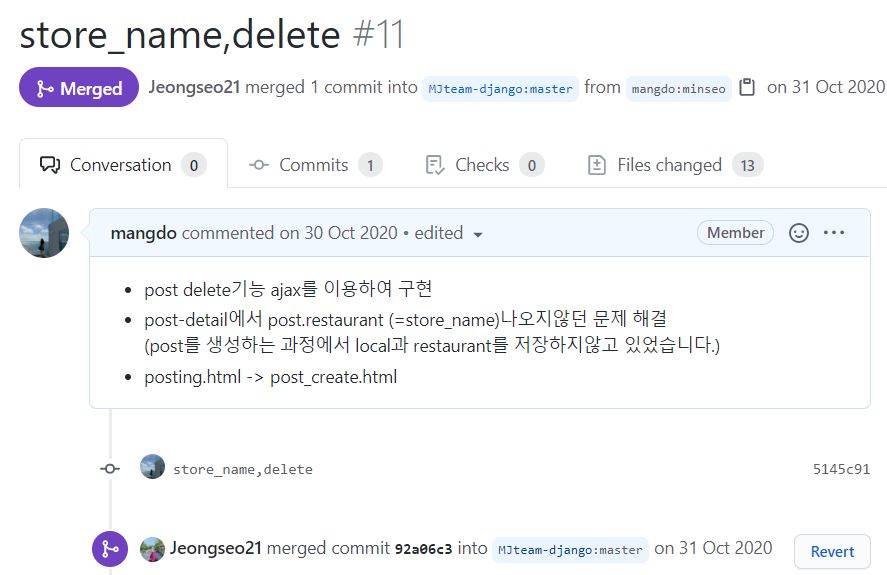 store_name,delete #11
Merged Jeongseo21 merged 1 commit into MJteam-django:master from mangdo:minseo on 31 Oct 2020
Conversation 0 Commits 1 Checks 0 Files changed 13
mangdo commented on 30 Oct 2020 • edited Member
• post delete기능 ajax를 이용하여 구현
• post-detail에서 post.restaurant (=store_name)나오지않던 문제 해결
(post를 생성하는 과정에서 local과 restaurant를 저장하지않고 있었습니다.)
• posting.html -> post_create.html
store_name,delete 5145c91
Jeongseo21 merged commit 92a06c3 into MJteam-django:master on 31 Oct 2020 Revert